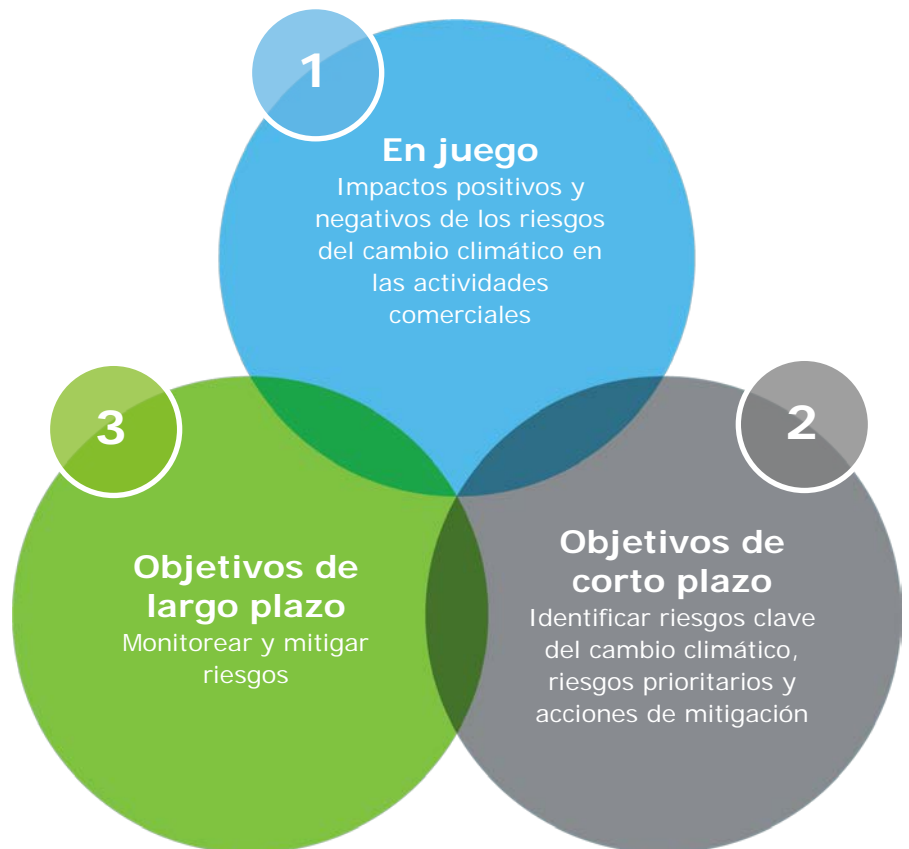 1
En juego
Impactos positivos y
negativos de los riesgos
del cambio climático en
las actividades
comerciales
2
Objetivos de
corto plazo
Identificar riesgos clave
del cambio climático,
riesgos prioritarios y
acciones de mitigación
3
Objetivos de
largo plazo
Monitorear y mitigar
riesgos